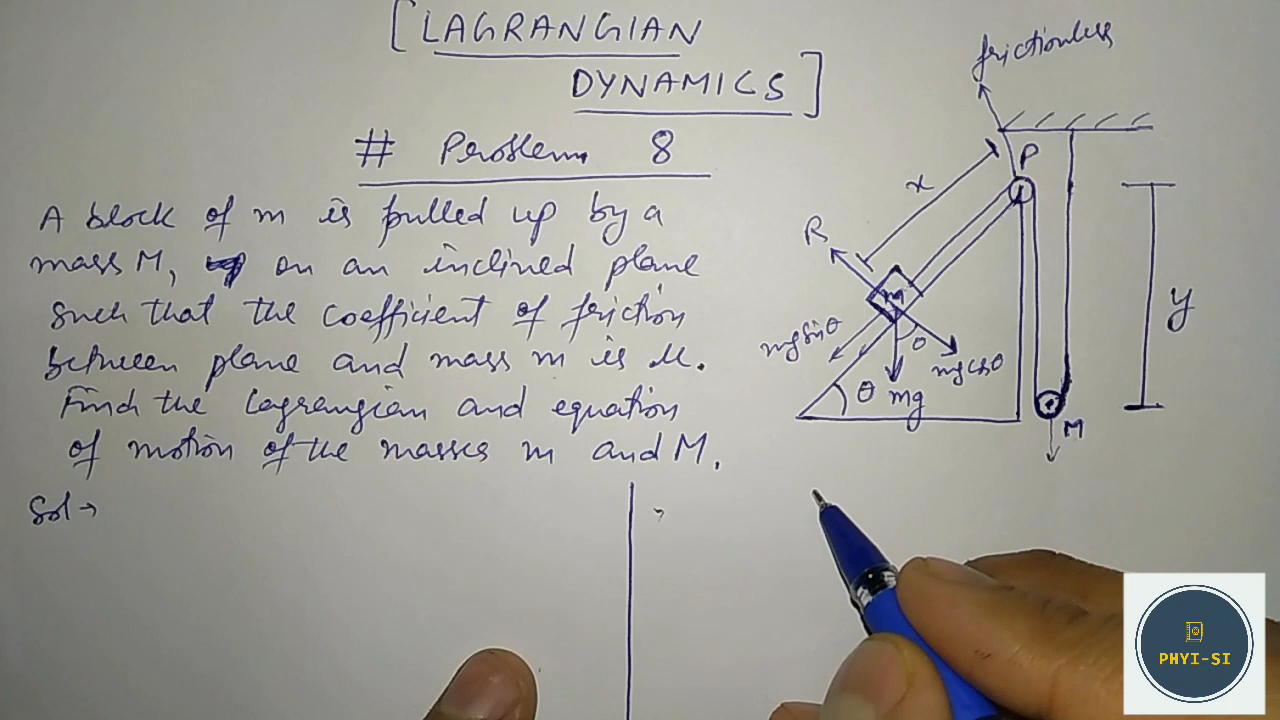 [LAGRANGIAN
DYNAMICS]
# Problem 8
A block of m is pulled up by a
mass M, on an inclined plane
such that the coefficient of friction
between plane and mass m is μ.
Find the Lagrangian and equation
of motion of the masses m and M.
Sol →
frictionless
P
x
R
m
mg sinθ
θ
mg cosθ
θ
mg
M
y
PHYI-SI